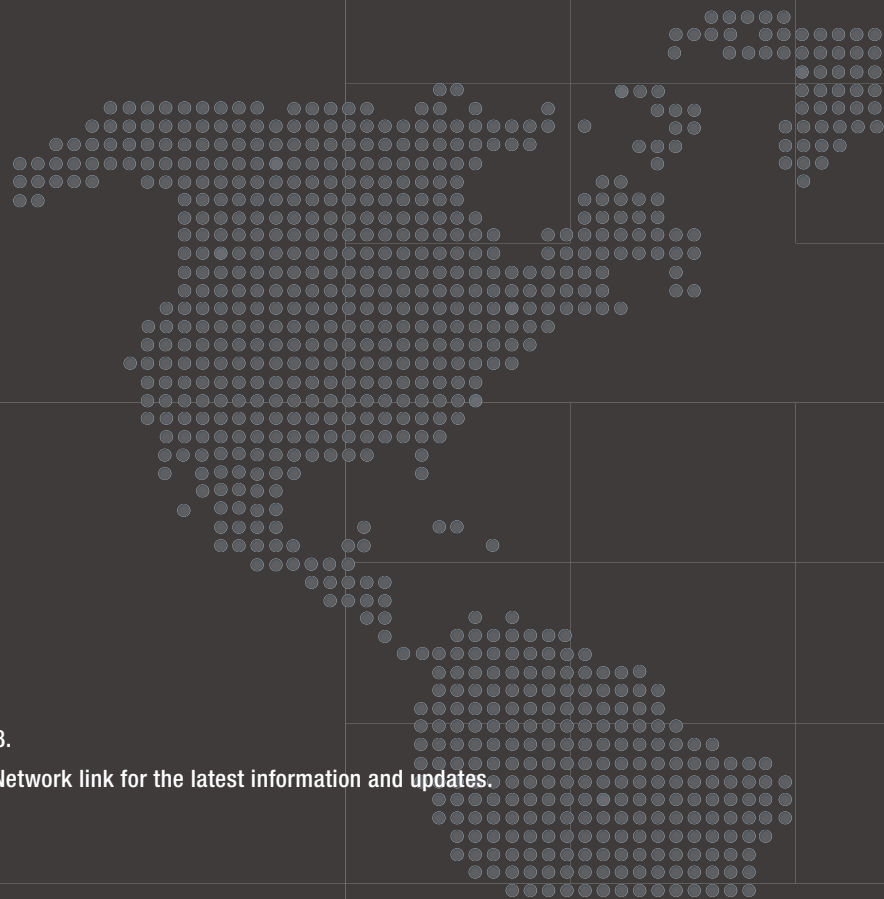 3.
Network link for the latest information and updates.